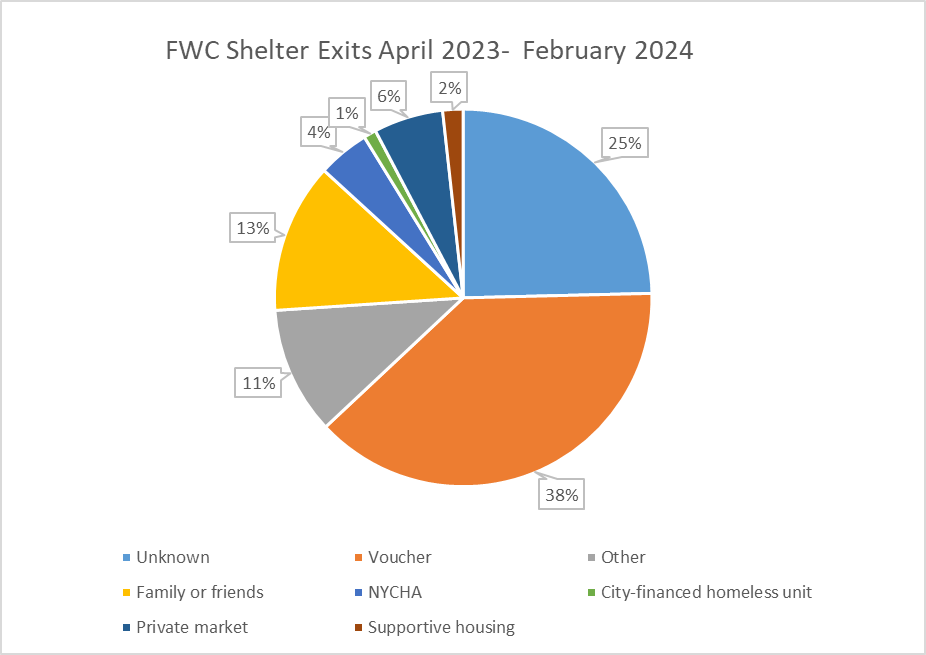 FWC Shelter Exits April 2023-  February 2024
2%
6%
1%
4%
25%
13%
11%
38%
Unknown
Voucher
Other
Family or friends
NYCHA
City-financed homeless unit
Private market
Supportive housing